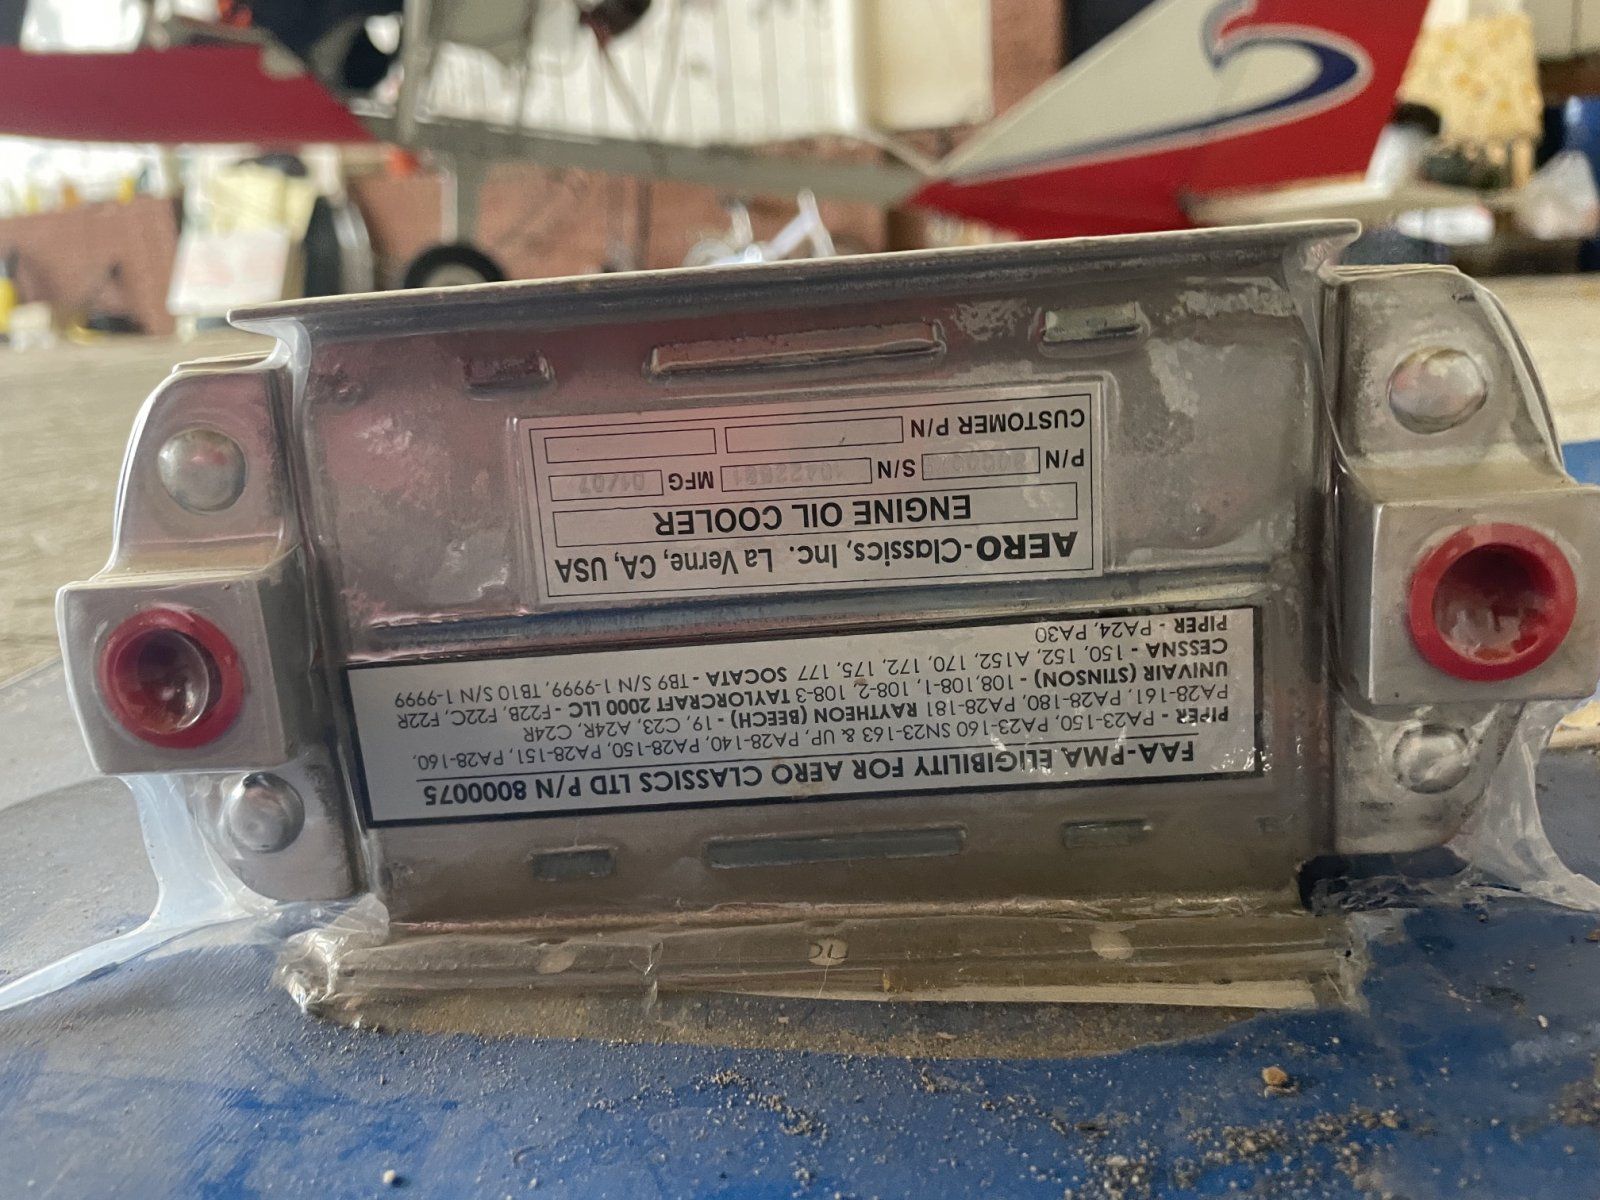 FAA-PMA ELIGIBILITY FOR AERO CLASSICS LTD P/N 8000075
PIPER - PA23-150, PA23-160 SN23-163 & UP, PA28-140, PA28-150, PA28-151, PA28-160,
PA28-161, PA28-180, PA28-181 RAYTHEON (BEECH) - 19, C23, A24R, C24R
UNIVAIR (STINSON) - 108,108-1, 108-2, 108-3 TAYLORCRAFT 2000 LLC - F22B, F22C, F22R
CESSNA - 150, 152, A152, 170, 172, 175, 177 SOCATA - TB9 S/N 1-9999, TB10 S/N 1-9999
PIPER - PA24, PA30
AERO-Classics, Inc. La Verne, CA, USA
ENGINE OIL COOLER
P/N S/N MFG 01/07
CUSTOMER P/N